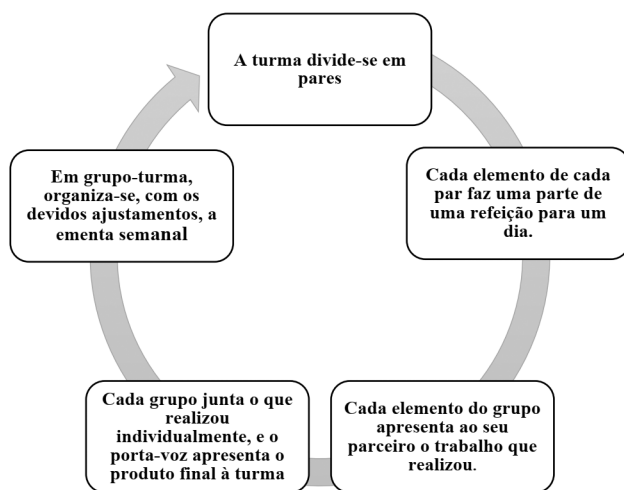 A turma divide-se em
pares
Cada elemento de cada
par faz uma parte de
uma refeição para um
dia.
Cada elemento do grupo
apresenta ao seu
parceiro o trabalho que
realizou.
Cada grupo junta o que
realizou
individualmente, e o
porta-voz apresenta o
produto final à turma
Em grupo-turma,
organiza-se, com os
devidos ajustamentos, a
ementa semanal